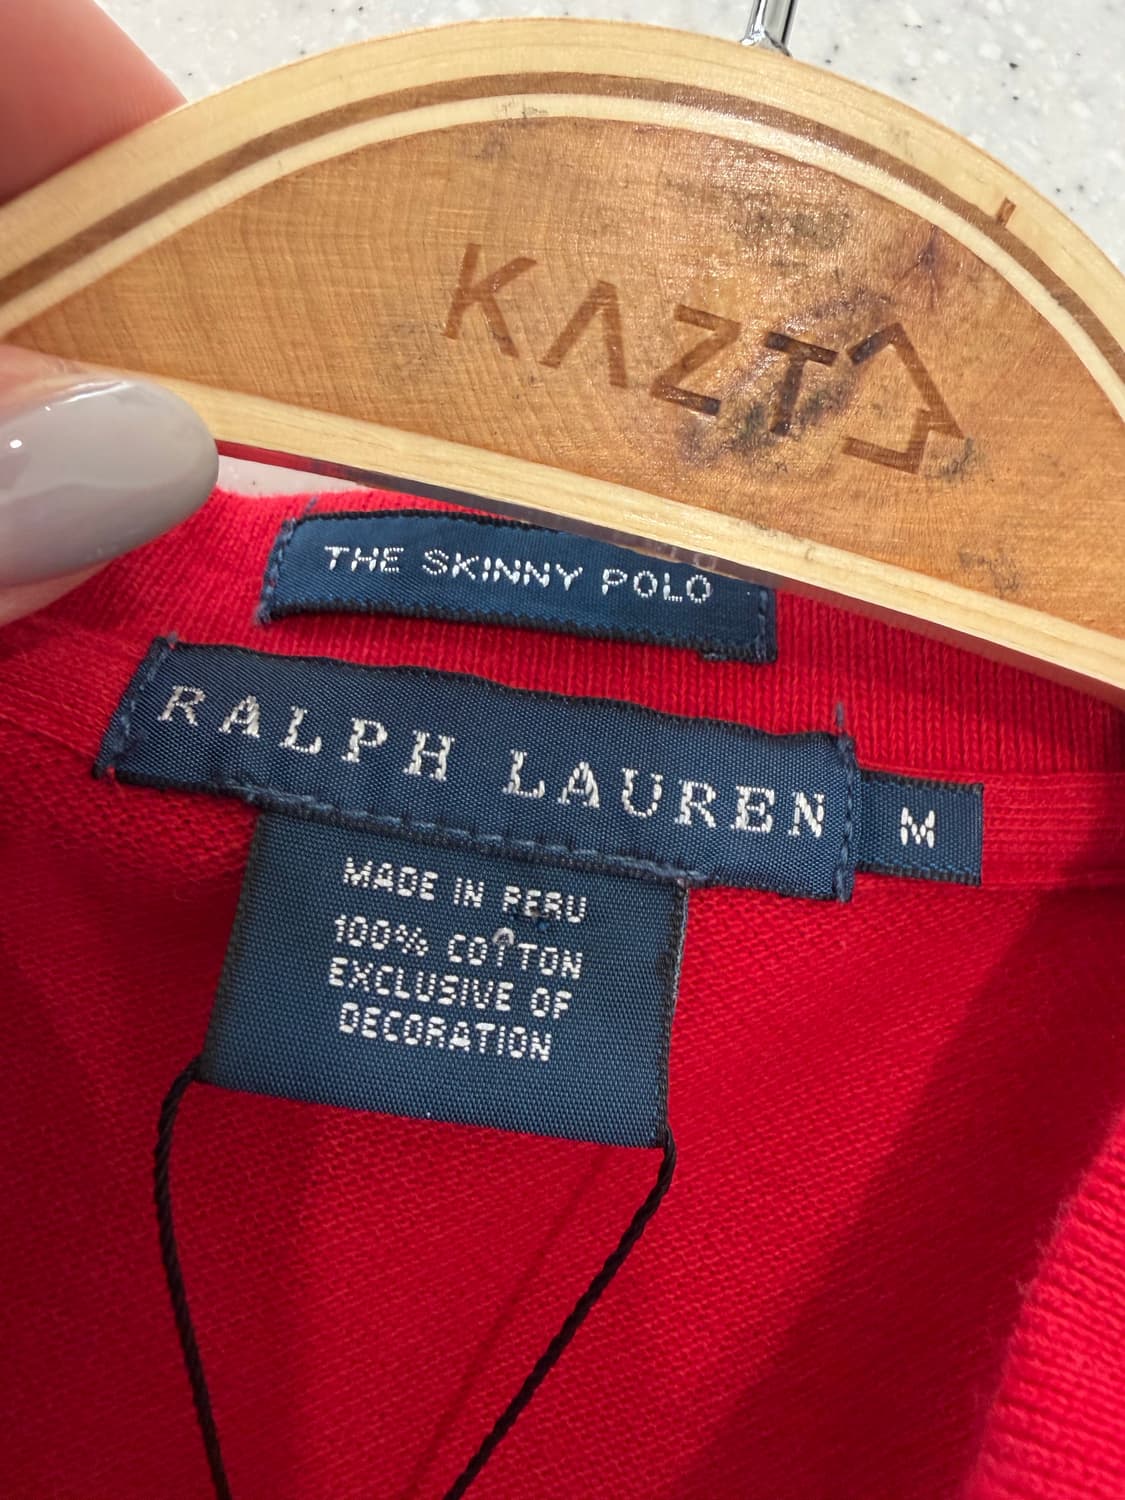 KAZTA
THE SKINNY POLO
RALPH LAUREN
M
MADE IN PERU
100% COTTON
EXCLUSIVE OF
DECORATION